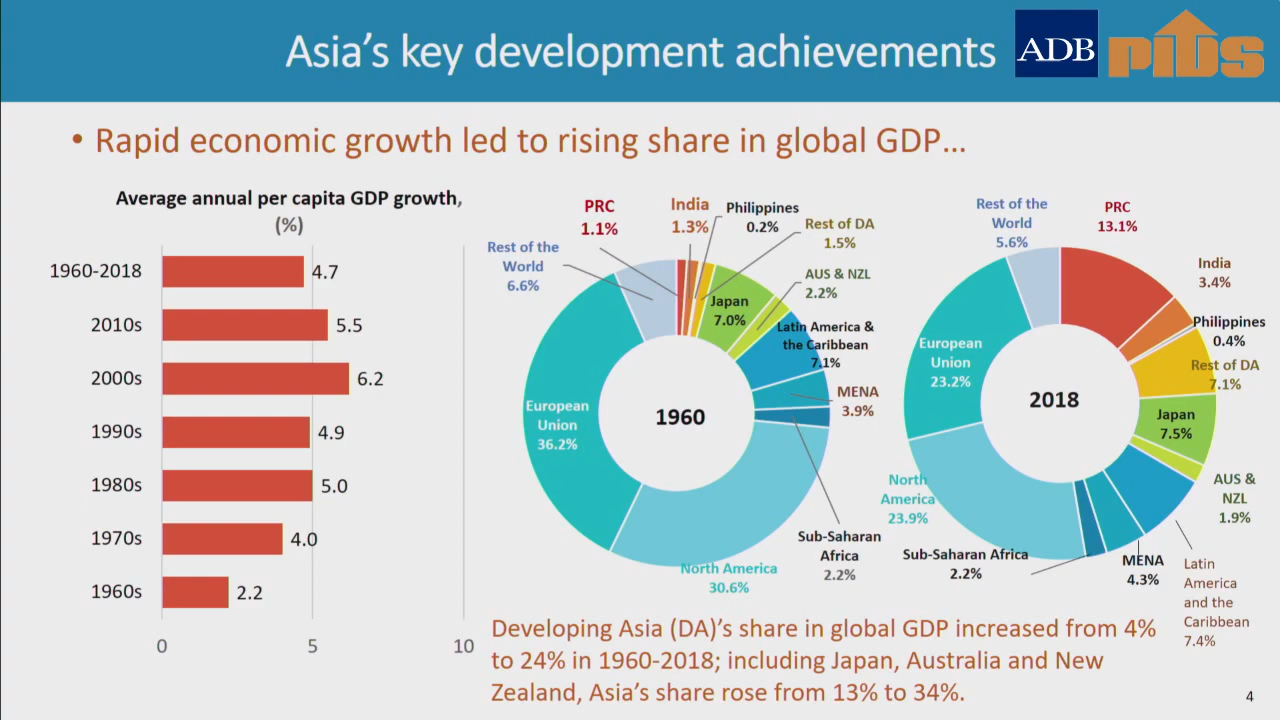 Asia's key development achievements
ADB
PIDS
• Rapid economic growth led to rising share in global GDP…
Average annual per capita GDP growth,
(%)
1960-2018
4.7
2010s
5.5
2000s
6.2
1990s
4.9
1980s
5.0
1970s
4.0
1960s
2.2
0
5
10
PRC
1.1%
India
1.3%
Philippines
0.2%
Rest of DA
1.5%
Rest of the
World
6.6%
AUS & NZL
2.2%
Japan
7.0%
Latin America &
the Caribbean
7.1%
MENA
3.9%
European
Union
36.2%
1960
Sub-Saharan
Africa
2.2%
North America
30.6%
Rest of the
World
5.6%
PRC
13.1%
India
3.4%
Philippines
0.4%
European
Union
23.2%
Rest of DA
7.1%
2018
Japan
7.5%
North
America
23.9%
AUS &
NZL
1.9%
Sub-Saharan Africa
2.2%
MENA
4.3%
Latin
America
and the
Caribbean
7.4%
Developing Asia (DA)'s share in global GDP increased from 4%
to 24% in 1960-2018; including Japan, Australia and New
Zealand, Asia's share rose from 13% to 34%.
4